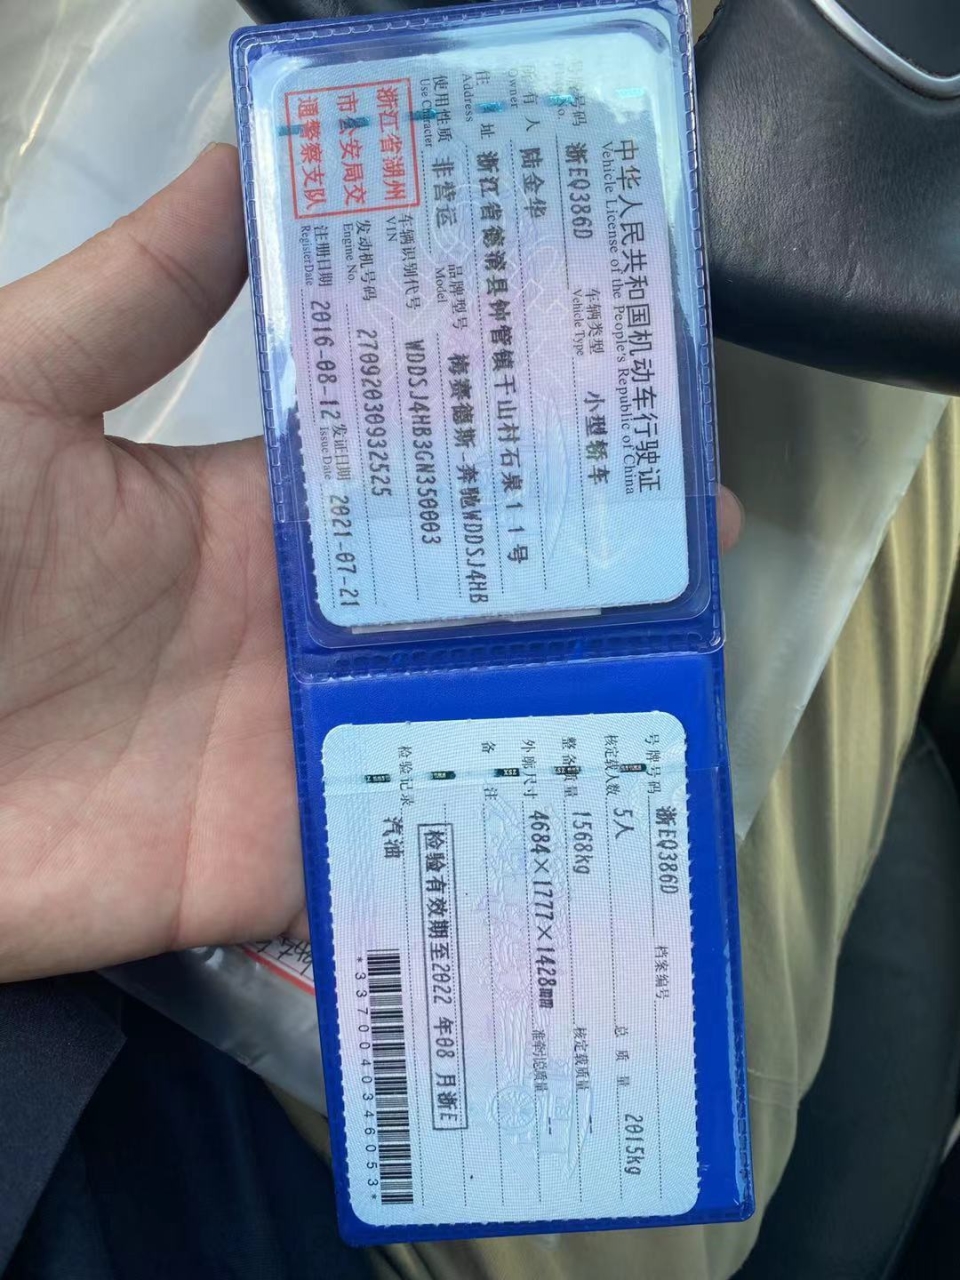 中华人民共和国机动车行驶证
Vehicle License of the People's Republic of China
号牌号码 浙EQ386D 车辆类型 小型轿车
Vehicle Type
所有人 陆金华
Owner
住址 浙江省德清县钟管镇干山村石泉11号
Address
使用性质 非营运 品牌型号 梅赛德斯-奔驰WDDSJ4HB
Use Character Model
浙江省湖州
市公安局交
通警察支队
车辆识别代号 WDDSJ4HB3GN350003
VIN
发动机号码 27092030932525
Engine No.
注册日期 2016-08-12 发证日期 2021-07-21
Register Date Issue Date
号牌号码 浙EQ386D 档案编号
核定载人数 5人 总质量 2015kg
整备质量 1568kg 核定载质量 --
外廓尺寸 4684×1777×1428mm 准牵引总质量 --
备注
检验有效期至2022年08月浙E
检验记录 汽油
*3370040346053*